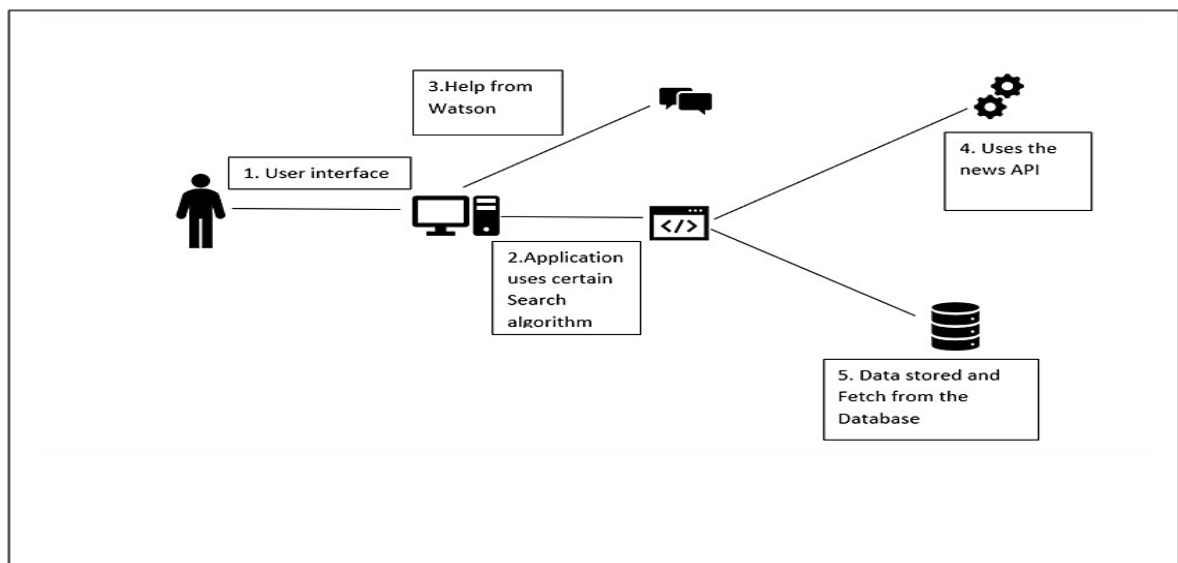 3.Help from
Watson
1. User interface
4. Uses the
news API
</>
2.Application
uses certain
Search
algorithm
5. Data stored and
Fetch from the
Database